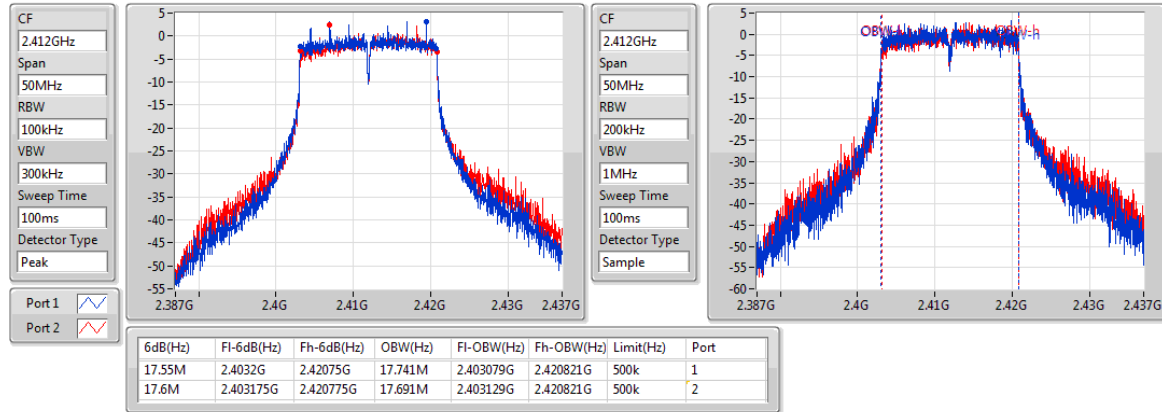 CF
2.412GHz
Span
50MHz
RBW
100kHz
VBW
300kHz
Sweep Time
100ms
Detector Type
Peak
Port 1
Port 2
5
0
-5
-10
-15
-20
-25
-30
-35
-40
-45
-50
-55
2.387G 2.4G 2.41G 2.42G 2.43G 2.437G
CF
2.412GHz
Span
50MHz
RBW
200kHz
VBW
1MHz
Sweep Time
100ms
Detector Type
Sample
5
0
-5
-10
-15
-20
-25
-30
-35
-40
-45
-50
-55
-60
2.387G 2.4G 2.41G 2.42G 2.43G 2.437G
6dB(Hz) Fl-6dB(Hz) Fh-6dB(Hz) OBW(Hz) Fl-OBW(Hz) Fh-OBW(Hz) Limit(Hz) Port
17.55M 2.4032G 2.42075G 17.741M 2.403079G 2.420821G 500k 1
17.6M 2.403175G 2.420775G 17.691M 2.403129G 2.420821G 500k 2